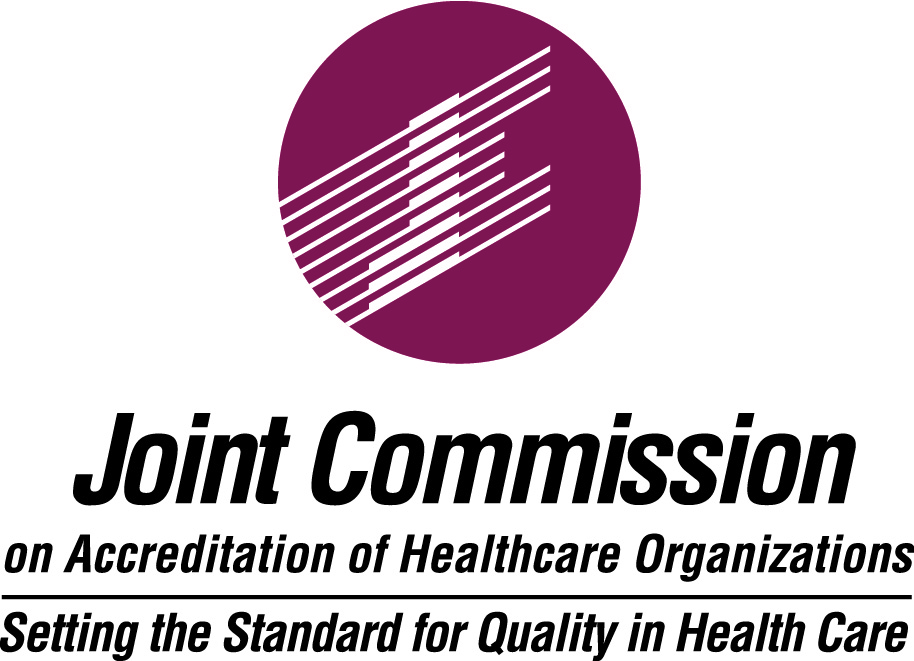 Joint Commission
on Accreditation of Healthcare Organizations
Setting the Standard for Quality in Health Care